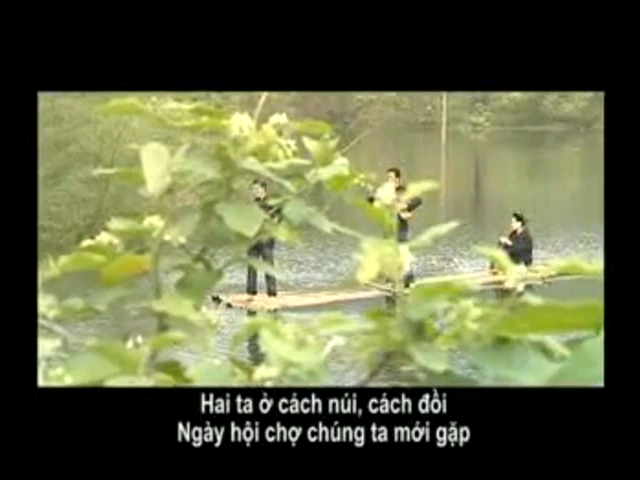 Hai ta ở cách núi, cách đồi
Ngày hội chợ chúng ta mới gặp